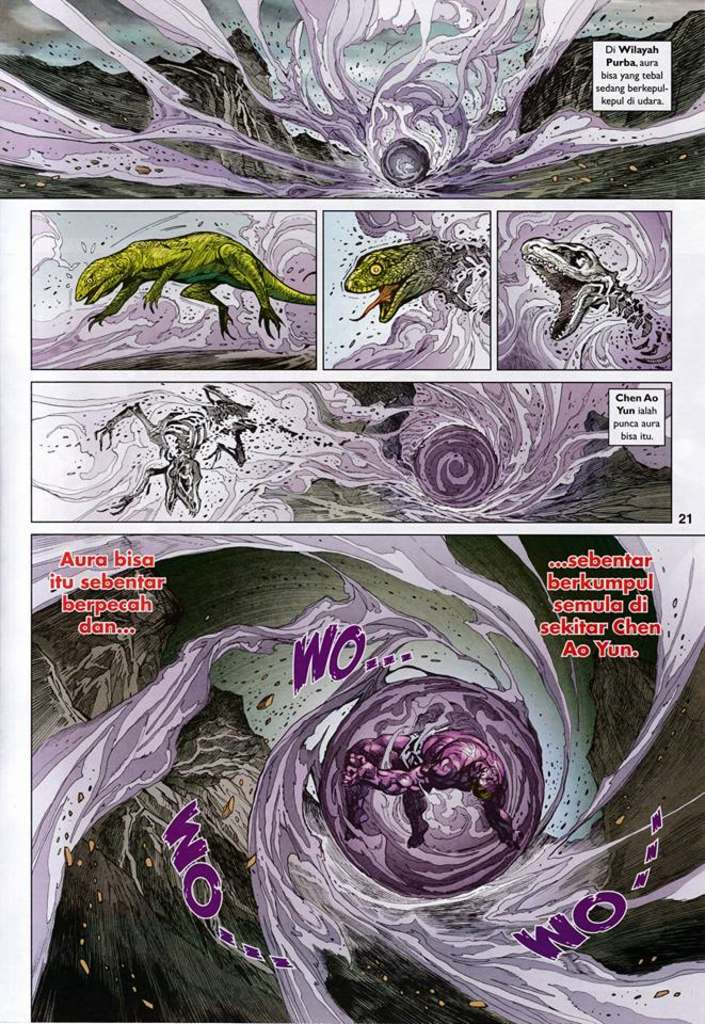 Di Wilayah
Purba, aura
bisa yang tebal
sedang berkepul-
kepul di udara.
Chen Ao
Yun ialah
punca aura
bisa itu.
21
Aura bisa
itu sebentar
berpecah
dan...
...sebentar
berkumpul
semula di
sekitar Chen
Ao Yun.
WO...
WO...
WO...